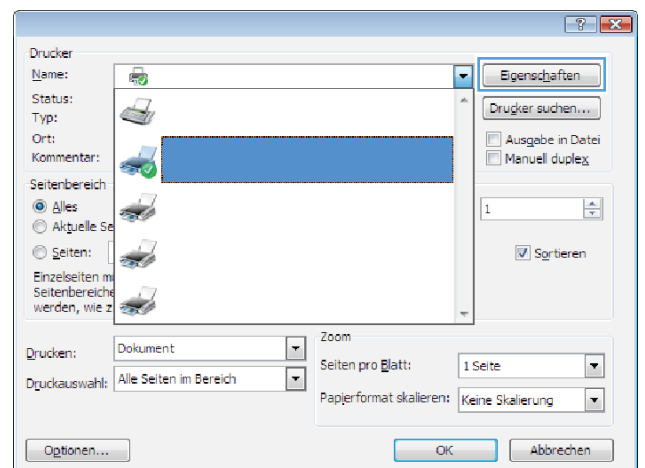 Drucker
Name:
Eigenschaften
Status:
Drucker suchen...
Typ:
Ort:
Ausgabe in Datei
Kommentar:
Manuell duplex
Seitenbereich
Alles
1
Aktuelle Se
Seiten:
Sortieren
Einzelseiten m
Seitenbereiche
werden, wie z
Zoom
Drucken: Dokument
Seiten pro Blatt: 1 Seite
Druckauswahl: Alle Seiten im Bereich
Papierformat skalieren: Keine Skalierung
Optionen...
OK
Abbrechen